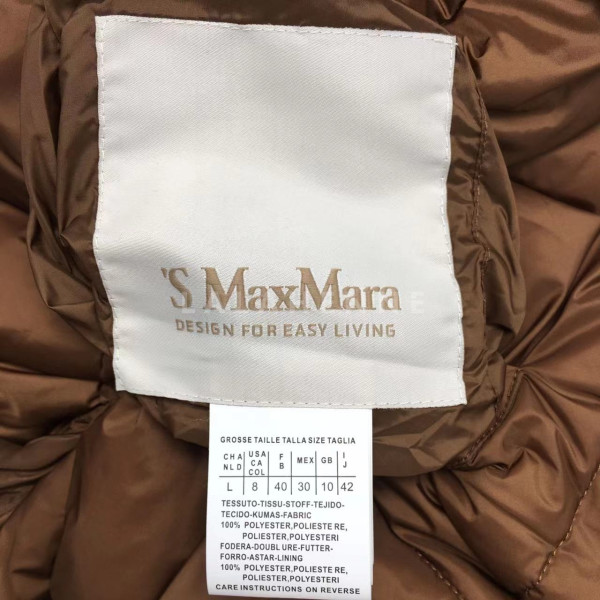 'S MaxMara
DESIGN FOR EASY LIVING
GROSSE TAILLE TALLA SIZE TAGLIA
CHA NLD USA CA COL F B MEX GB I J
L 8 40 30 10 42
TESSUTO-TISSU-STOFF-TEJIDO-
TECIDO-KUMAS-FABRIC
100% POLYESTER,POLIESTE RE,
POLIESTER,POLYESTERI
FODERA-DOUBL URE-FUTTER-
FORRO-ASTAR-LINING
100% POLYESTER,POLIESTE RE,
POLIESTER,POLYESTERI
CARE INSTRUCTIONS ON REVERSE